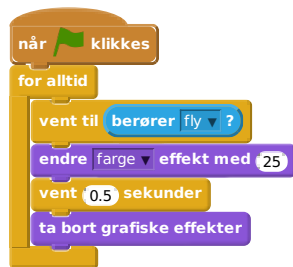 når klikkes
for alltid
vent til berører fly ?
endre farge effekt med 25
vent 0.5 sekunder
ta bort grafiske effekter